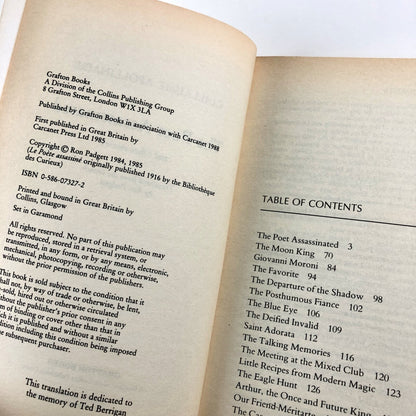 Grafton Books
A Division of the Collins Publishing Group
8 Grafton Street, London W1X 3LA
Published by Grafton Books in association with Carcanet 1988
First published in Great Britain by
Carcanet Press Ltd 1985
Copyright © Ron Padgett 1984, 1985
(Le Poète assassiné originally published 1916 by the Bibliothèque
des Curieux)
ISBN 0-586-07327-2
Printed and bound in Great Britain by
Collins, Glasgow
Set in Garamond
All rights reserved. No part of this publication may
be reproduced, stored in a retrieval system, or
transmitted, in any form, or by any means, electronic,
mechanical, photocopying, recording or otherwise,
without the prior permission of the publishers.
This book is sold subject to the condition that it
shall not, by way of trade or otherwise, be lent,
-sold, hired out or otherwise circulated
without the publisher's prior consent in any
form of binding or cover other than that in
which it is published and without a similar
condition including this condition being imposed
the subsequent purchaser.
This translation is dedicated to
the memory of Ted Berrigan
TABLE OF CONTENTS
The Poet Assassinated 3
The Moon King 70
Giovanni Moroni 84
The Favorite 94
The Departure of the Shadow 98
The Posthumous Fiance 102
The Blue Eye 106
The Deified Invalid 109
Saint Adorata 112
The Talking Memories 116
The Meeting at the Mixed Club 120
Little Recipes from Modern Magic 123
The Eagle Hunt 126
Arthur, the Once and Future King
Our Friend